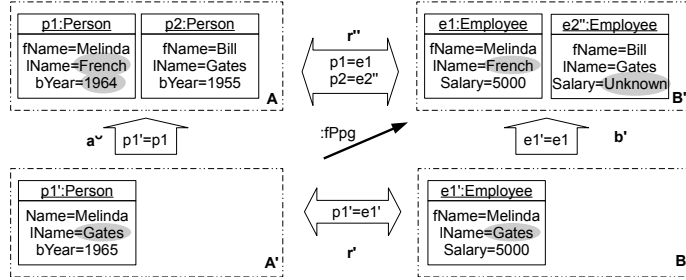 p1:Person
fName=Melinda
lName=French
bYear=1964
p2:Person
fName=Bill
lName=Gates
bYear=1955
A
r"
p1=e1
p2=e2"
e1:Employee
fName=Melinda
lName=French
Salary=5000
e2":Employee
fName=Bill
lName=Gates
Salary=Unknown
B'
a˘
p1'=p1
:fPpg
e1'=e1
b'
p1':Person
Name=Melinda
lName=Gates
bYear=1965
A'
p1'=e1'
r'
e1':Employee
fName=Melinda
lName=Gates
Salary=5000
B